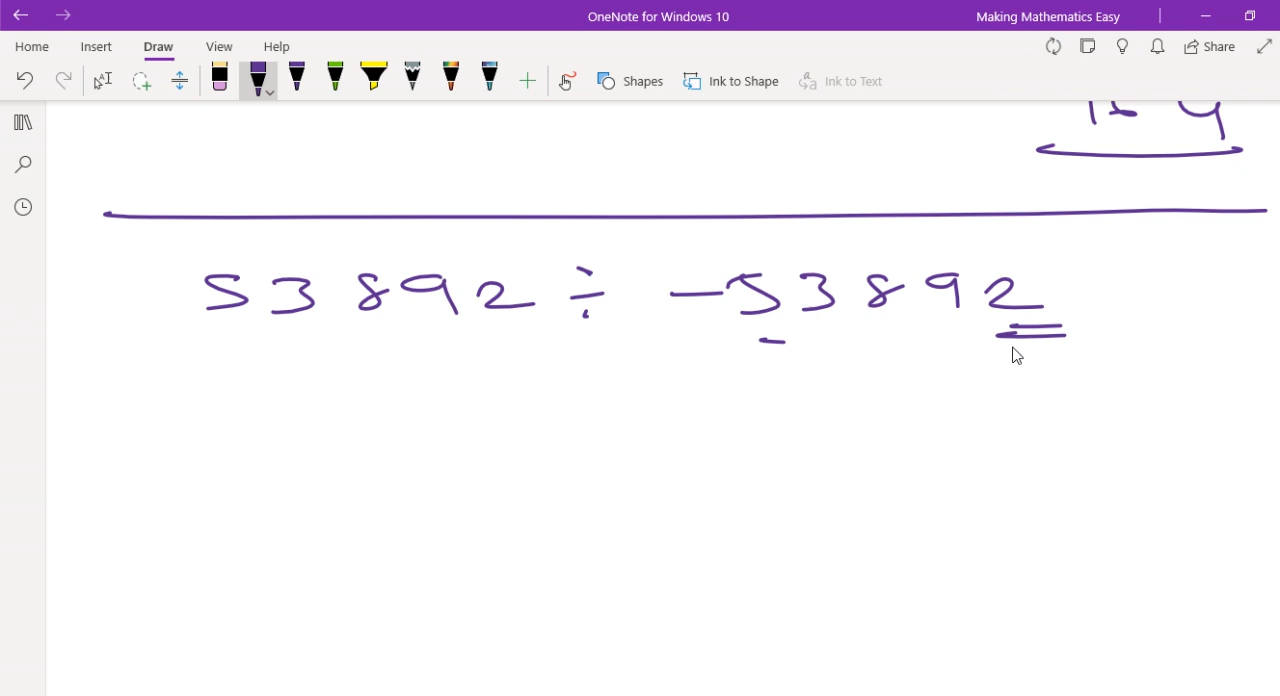 OneNote for Windows 10
Making Mathematics Easy
Home Insert Draw View Help
Share
Shapes Ink to Shape Ink to Text
53892 ÷ -53892